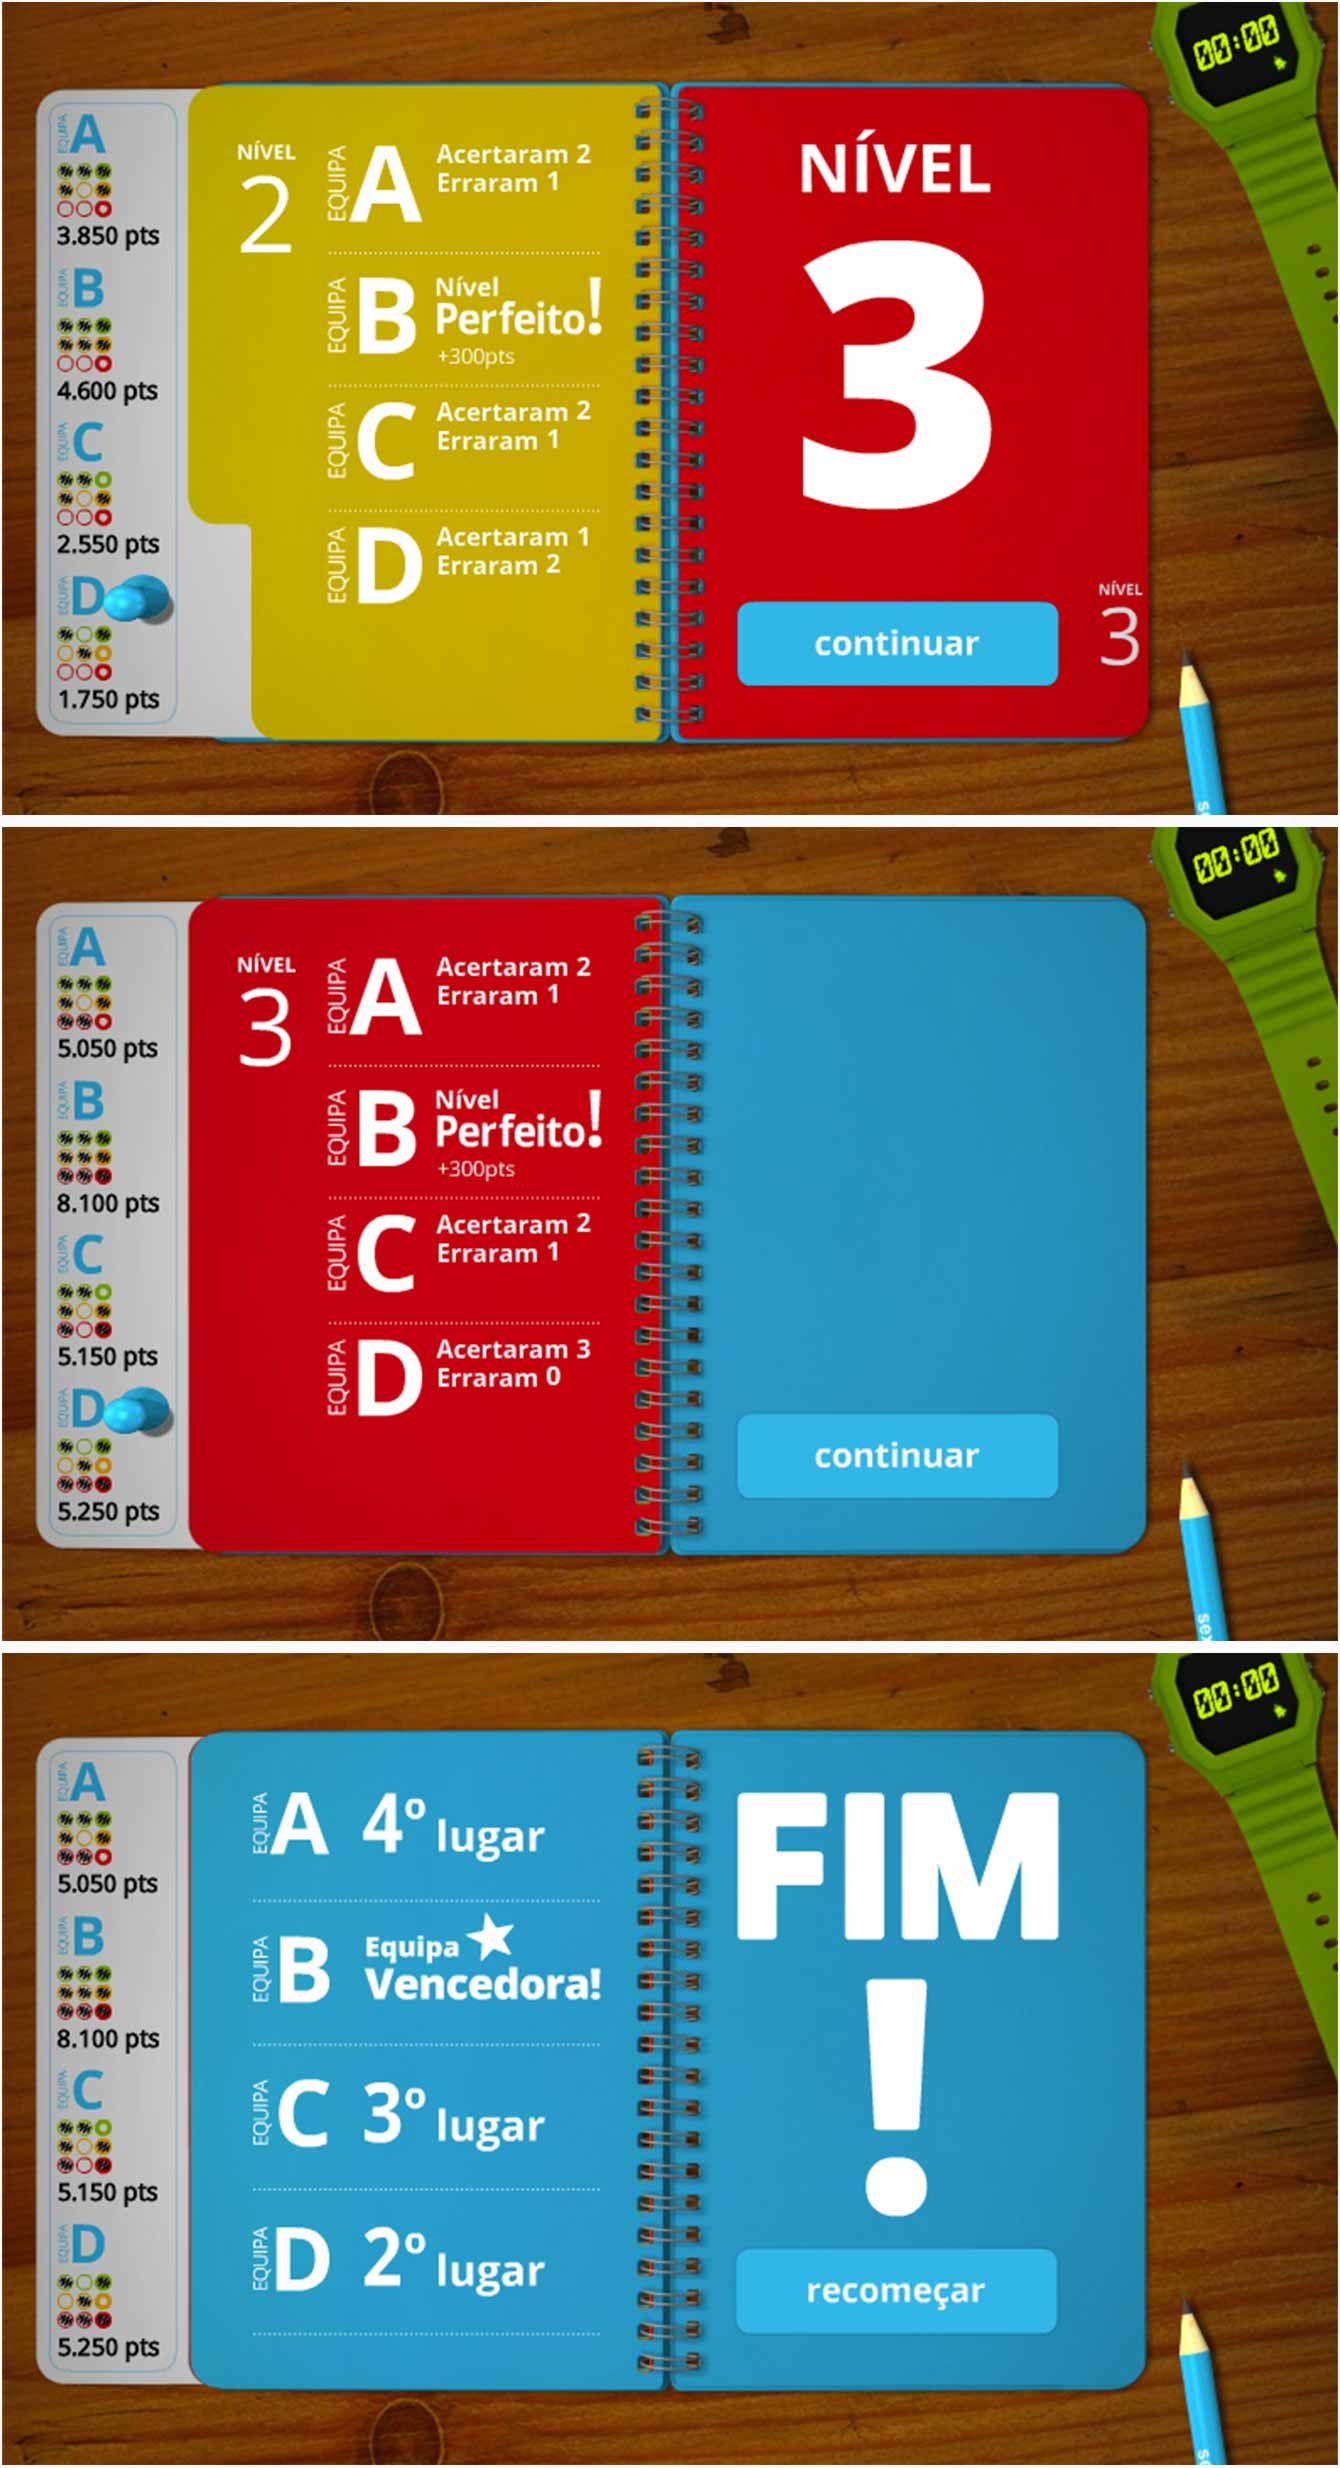 EQUIPA A
3.850 pts
EQUIPA B
4.600 pts
EQUIPA C
2.550 pts
EQUIPA D
1.750 pts
NÍVEL
2
EQUIPA A
Acertaram 2
Erraram 1
EQUIPA B
Nível
Perfeito!
+300pts
EQUIPA C
Acertaram 2
Erraram 1
EQUIPA D
Acertaram 1
Erraram 2
NÍVEL
3
continuar
NÍVEL
3
00:00
EQUIPA A
5.050 pts
EQUIPA B
8.100 pts
EQUIPA C
5.150 pts
EQUIPA D
5.250 pts
NÍVEL
3
EQUIPA A
Acertaram 2
Erraram 1
EQUIPA B
Nível
Perfeito!
+300pts
EQUIPA C
Acertaram 2
Erraram 1
EQUIPA D
Acertaram 3
Erraram 0
continuar
00:00
EQUIPA A
5.050 pts
EQUIPA B
8.100 pts
EQUIPA C
5.150 pts
EQUIPA D
5.250 pts
EQUIPA A 4º lugar
EQUIPA B Equipa
Vencedora!
EQUIPA C 3º lugar
EQUIPA D 2º lugar
FIM
!
recomeçar
00:00